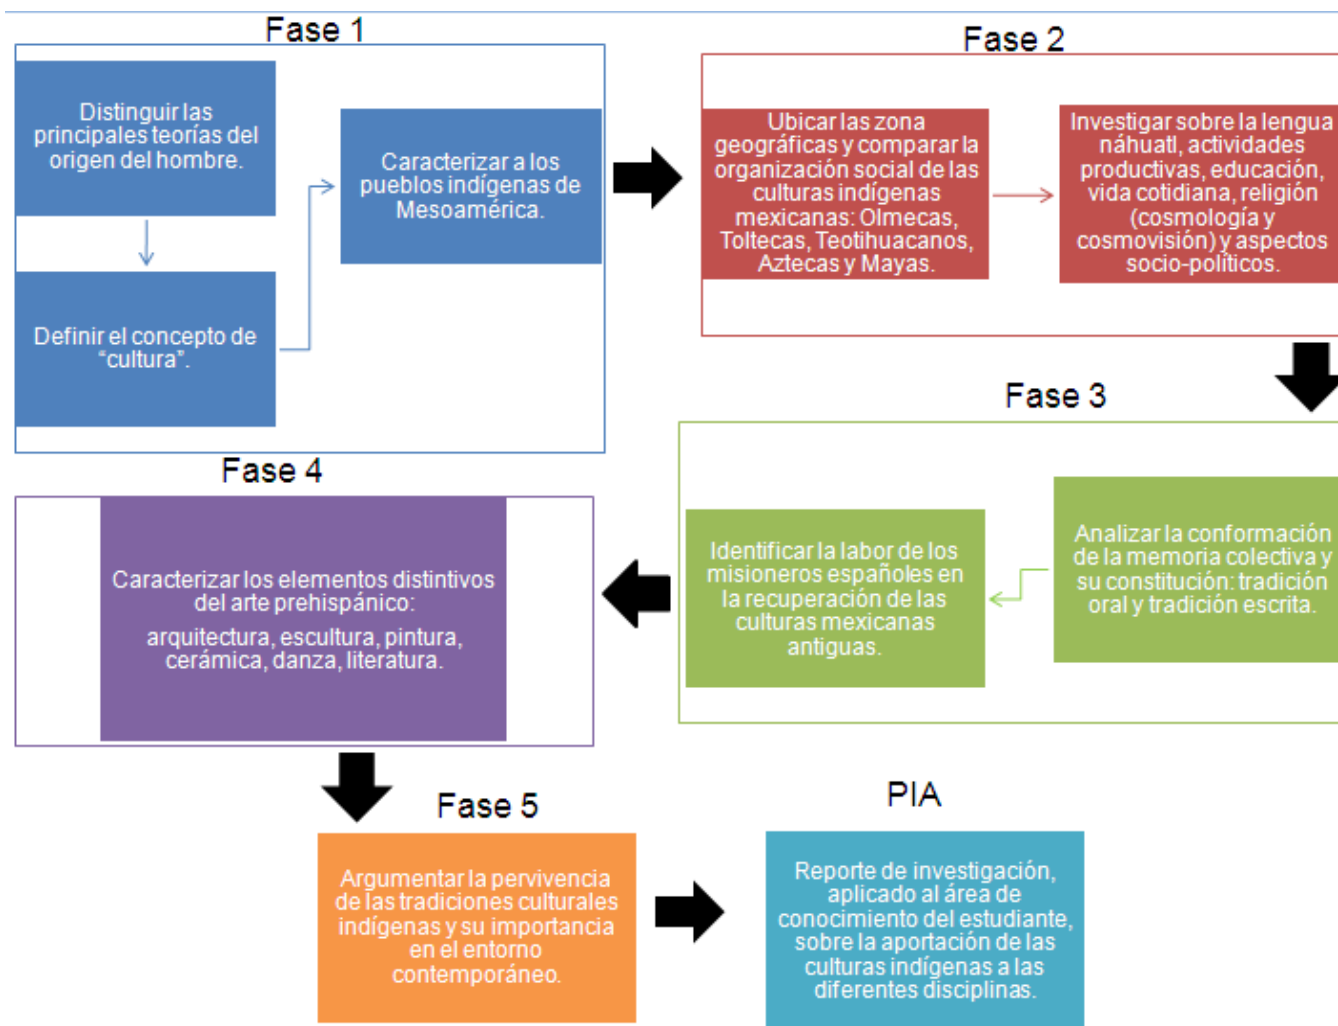 Fase 1
Distinguir las
principales teorías del
origen del hombre.
Definir el concepto de
“cultura”.
Caracterizar a los
pueblos indígenas de
Mesoamérica.
Fase 2
Ubicar las zona
geográficas y comparar la
organización social de las
culturas indígenas
mexicanas: Olmecas,
Toltecas, Teotihuacanos,
Aztecas y Mayas.
Investigar sobre la lengua
náhuatl, actividades
productivas, educación,
vida cotidiana, religión
(cosmología y
cosmovisión) y aspectos
socio-políticos.
Fase 3
Analizar la conformación
de la memoria colectiva y
su constitución: tradición
oral y tradición escrita.
Identificar la labor de los
misioneros españoles en
la recuperación de las
culturas mexicanas
antiguas.
Fase 4
Caracterizar los elementos distintivos
del arte prehispánico:
arquitectura, escultura, pintura,
cerámica, danza, literatura.
Fase 5
Argumentar la pervivencia
de las tradiciones culturales
indígenas y su importancia
en el entorno
contemporáneo.
PIA
Reporte de investigación,
aplicado al área de
conocimiento del estudiante,
sobre la aportación de las
culturas indígenas a las
diferentes disciplinas.